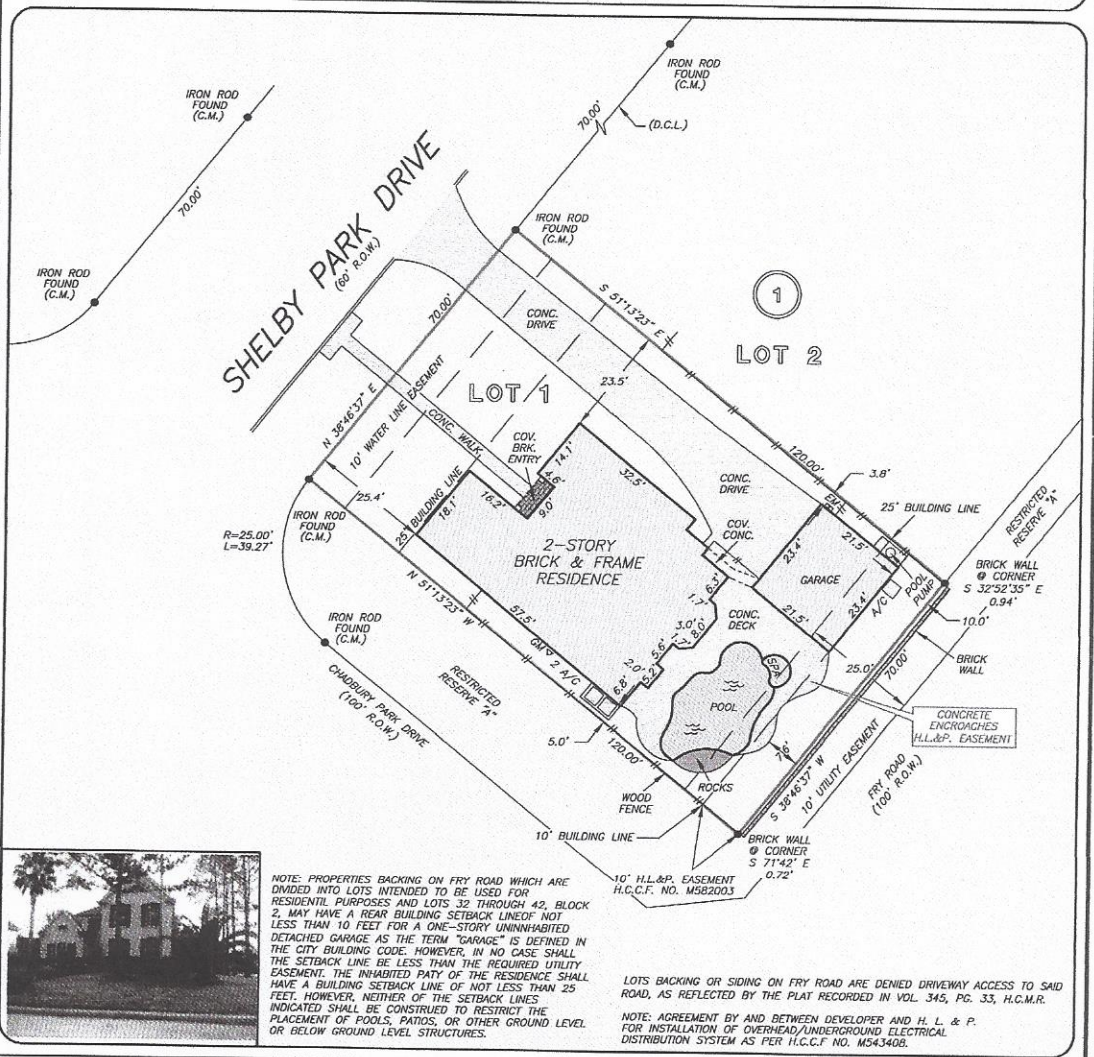 IRON ROD
FOUND
(C.M.)
IRON ROD
FOUND
(C.M.)
70.00'
(D.C.L.)
70.00'
SHELBY PARK DRIVE
(60' R.O.W.)
IRON ROD
FOUND
(C.M.)
IRON ROD
FOUND
(C.M.)
1
LOT 2
S 51°13'23" E
CONC.
DRIVE
70.00'
N 38°46'37" E
10' WATER LINE EASEMENT
LOT 1
23.5'
CONC. WALK
COV.
BRK.
ENTRY
14.1'
4.6'
9.0'
16.2'
18.1'
32.5'
25.4'
25' BUILDING LINE
IRON ROD
FOUND
(C.M.)
R=25.00'
L=39.27'
120.00'
3.8'
EM
25' BUILDING LINE
CONC.
DRIVE
COV.
CONC.
2-STORY
BRICK & FRAME
RESIDENCE
23.4'
21.5'
GARAGE
21.5'
23.4'
A/C
POOL
PUMP
RESTRICTED
RESERVE "A"
BRICK WALL
@ CORNER
S 32°52'35" E
0.94'
10.0'
BRICK
WALL
6.3'
1.7'
CONC.
DECK
3.0'
8.0'
1.7'
5.6'
5.2'
2.0'
6.8'
N 51°13'23" W
57.5'
GM
2 A/C
IRON ROD
FOUND
(C.M.)
CHADBURY PARK DRIVE
(100' R.O.W.)
RESTRICTED
RESERVE "A"
SPA
POOL
25.0'
70.00'
CONCRETE
ENCROACHES
H.L.&P. EASEMENT
5.0'
120.00'
7.6'
S 38°46'37" W
10' UTILITY EASEMENT
FRY ROAD
(100' R.O.W.)
ROCKS
WOOD
FENCE
10' BUILDING LINE
BRICK WALL
@ CORNER
S 71°42' E
0.72'
10' H.L.&P. EASEMENT
H.C.C.F. NO. M582003
NOTE: PROPERTIES BACKING ON FRY ROAD WHICH ARE
DIVIDED INTO LOTS INTENDED TO BE USED FOR
RESIDENTIL PURPOSES AND LOTS 32 THROUGH 42, BLOCK
2, MAY HAVE A REAR BUILDING SETBACK LINEOF NOT
LESS THAN 10 FEET FOR A ONE-STORY UNINNHABITED
DETACHED GARAGE AS THE TERM "GARAGE" IS DEFINED IN
THE CITY BUILDING CODE. HOWEVER, IN NO CASE SHALL
THE SETBACK LINE BE LESS THAN THE REQUIRED UTILITY
EASEMENT. THE INHABITED PATY OF THE RESIDENCE SHALL
HAVE A BUILDING SETBACK LINE OF NOT LESS THAN 25
FEET. HOWEVER, NEITHER OF THE SETBACK LINES
INDICATED SHALL BE CONSTRUED TO RESTRICT THE
PLACEMENT OF POOLS, PATIOS, OR OTHER GROUND LEVEL
OR BELOW GROUND LEVEL STRUCTURES.
LOTS BACKING OR SIDING ON FRY ROAD ARE DENIED DRIVEWAY ACCESS TO SAID
ROAD, AS REFLECTED BY THE PLAT RECORDED IN VOL. 345, PG. 33, H.C.M.R.
NOTE: AGREEMENT BY AND BETWEEN DEVELOPER AND H. L. & P.
FOR INSTALLATION OF OVERHEAD/UNDERGROUND ELECTRICAL
DISTRIBUTION SYSTEM AS PER H.C.C.F NO. M543408.